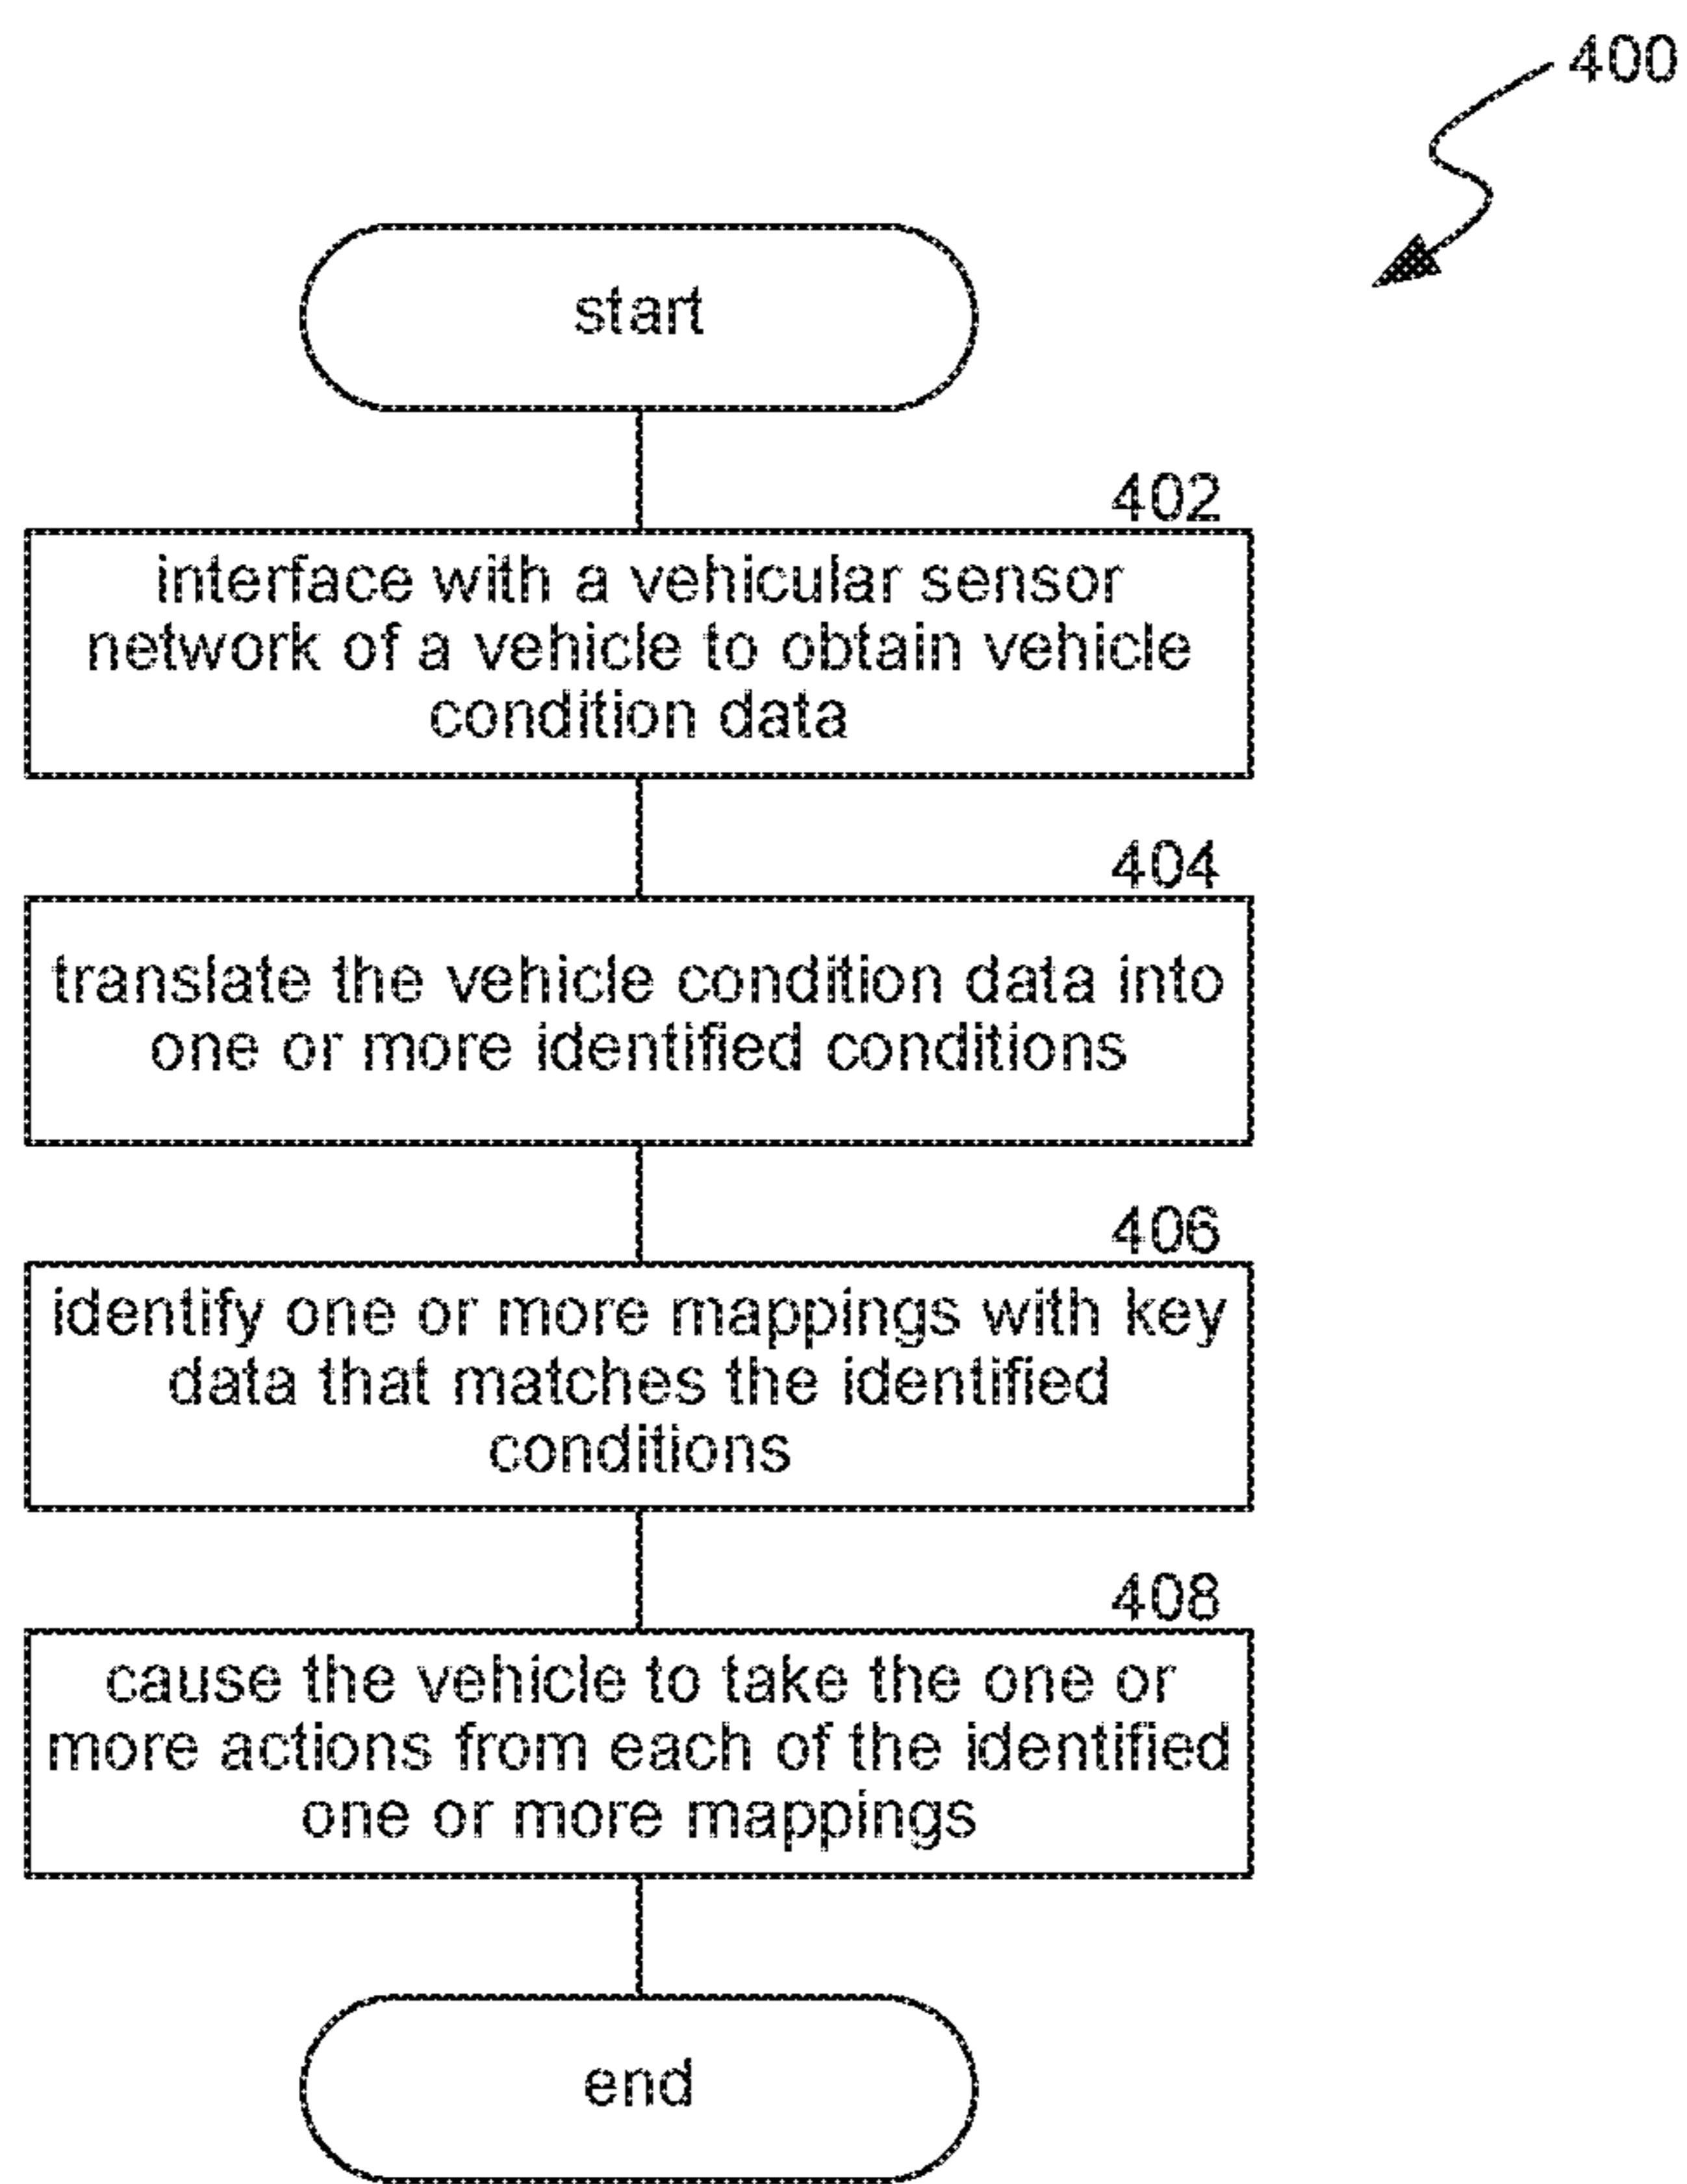 400
start
402
interface with a vehicular sensor
network of a vehicle to obtain vehicle
condition data
404
translate the vehicle condition data into
one or more identified conditions
406
identify one or more mappings with key
data that matches the identified
conditions
408
cause the vehicle to take the one or
more actions from each of the identified
one or more mappings
end